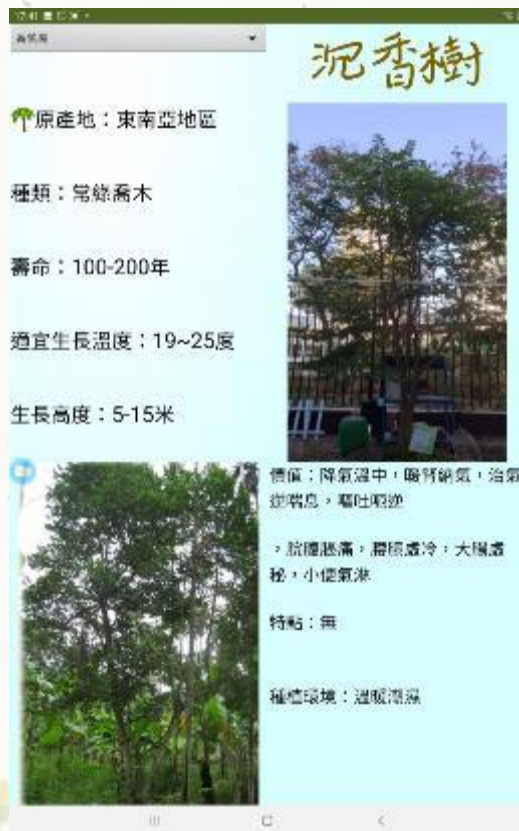 沉香樹
原產地：東南亞地區
種類：常綠喬木
壽命：100-200年
適宜生長溫度：19~25度
生長高度：5-15米
價值：降氣溫中，暖腎納氣，治氣
逆喘息，嘔吐呃逆
，脘腹脹痛，腰膝虛冷，大腸虛
秘，小便氣淋
特點：無
種植環境：溫暖潮濕